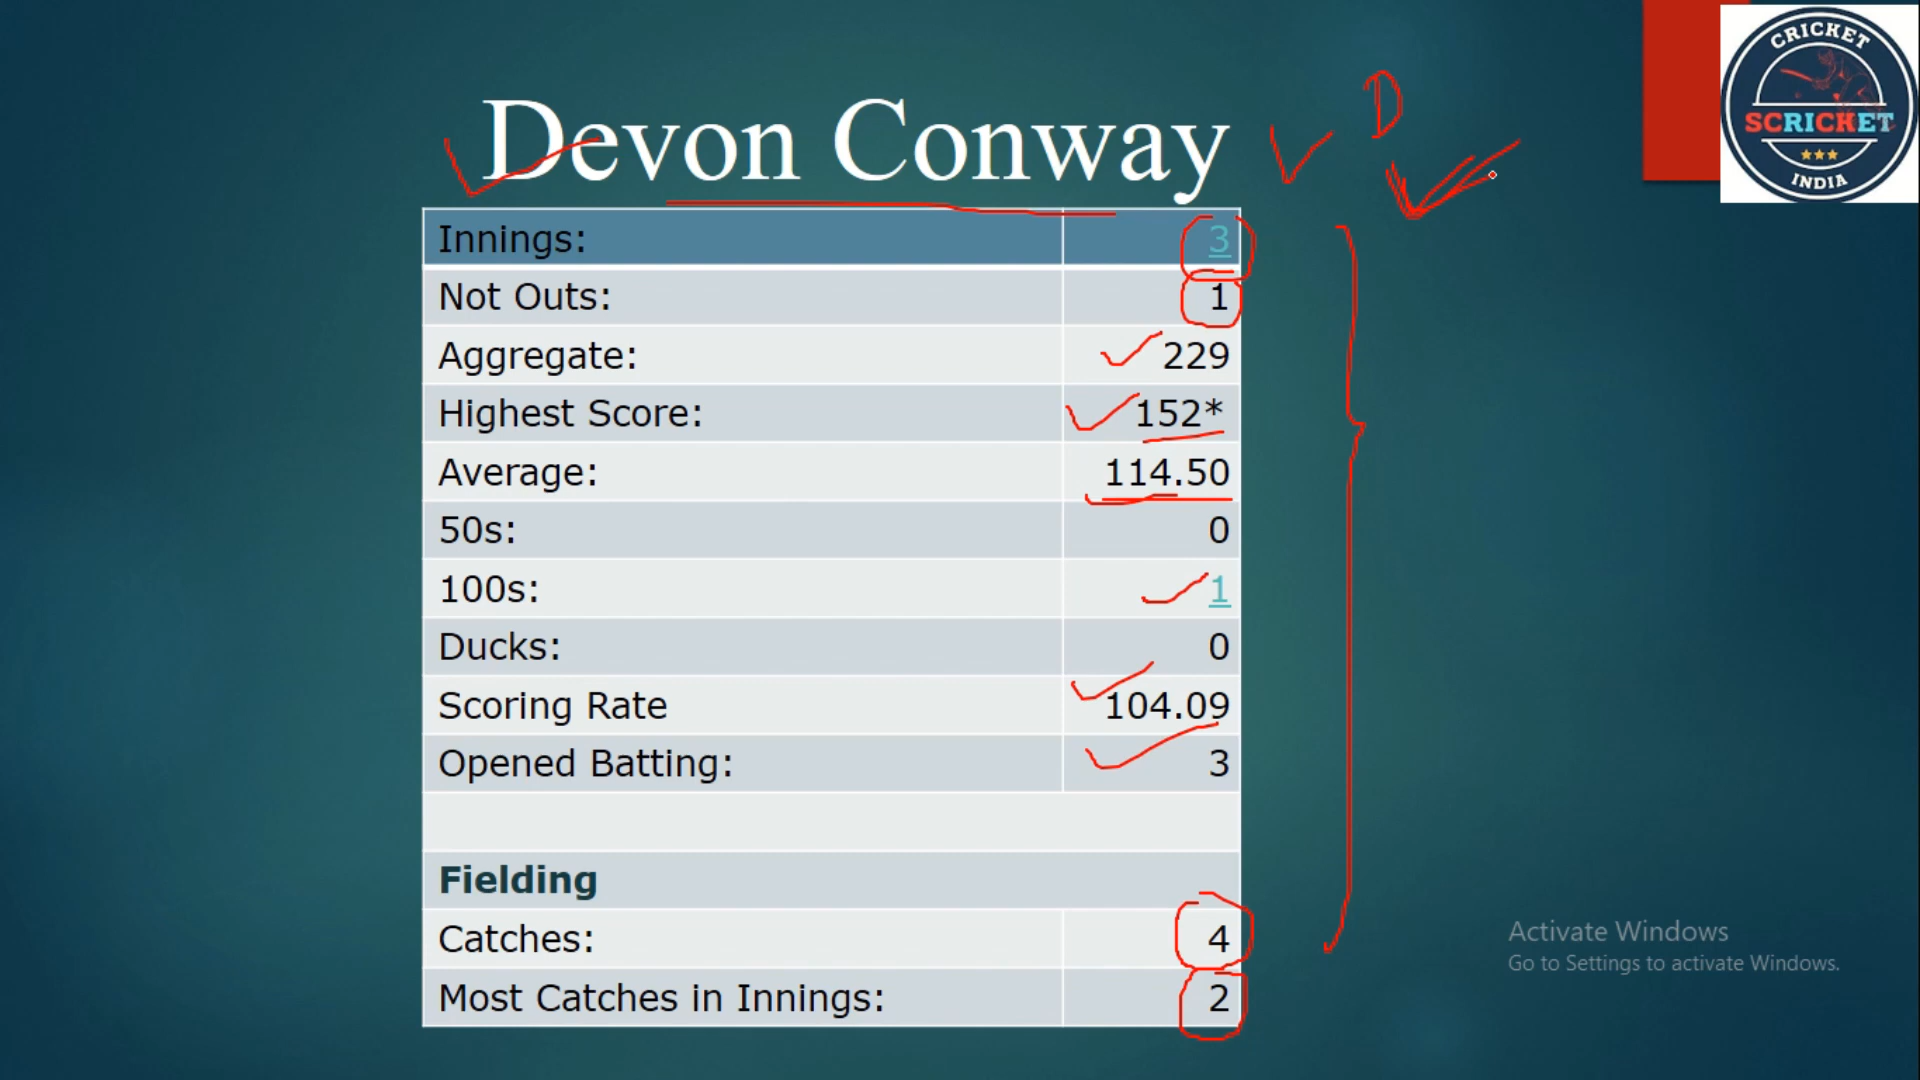 Devon Conway
D
CRICKET
SCRICKET
INDIA
Innings: 3
Not Outs: 1
Aggregate: 229
Highest Score: 152*
Average: 114.50
50s: 0
100s: 1
Ducks: 0
Scoring Rate 104.09
Opened Batting: 3
Fielding
Catches: 4
Most Catches in Innings: 2
Activate Windows
Go to Settings to activate Windows.